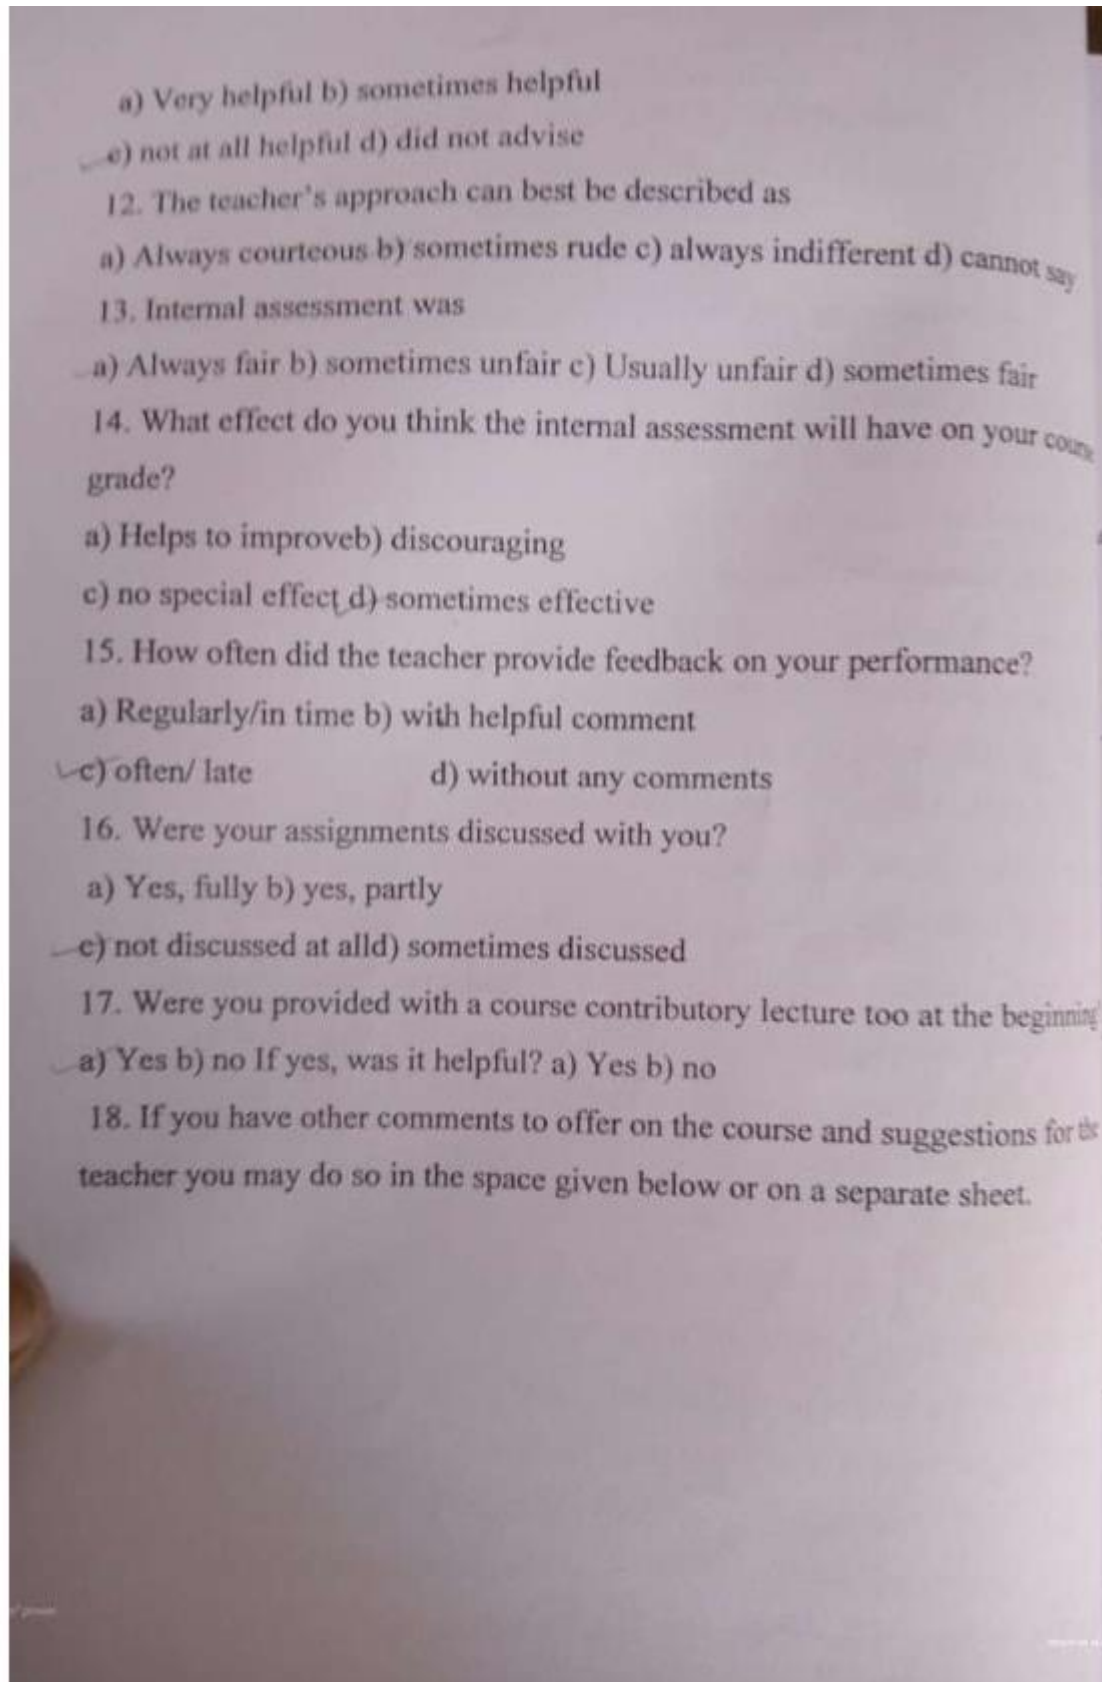 a) Very helpful b) sometimes helpful
c) not at all helpful d) did not advise
12. The teacher's approach can best be described as
a) Always courteous b) sometimes rude c) always indifferent d) cannot say
13. Internal assessment was
a) Always fair b) sometimes unfair c) Usually unfair d) sometimes fair
14. What effect do you think the internal assessment will have on your course
grade?
a) Helps to improveb) discouraging
c) no special effect d) sometimes effective
15. How often did the teacher provide feedback on your performance?
a) Regularly/in time b) with helpful comment
c) often/ late d) without any comments
16. Were your assignments discussed with you?
a) Yes, fully b) yes, partly
c) not discussed at alld) sometimes discussed
17. Were you provided with a course contributory lecture too at the beginning
a) Yes b) no If yes, was it helpful? a) Yes b) no
18. If you have other comments to offer on the course and suggestions for the
teacher you may do so in the space given below or on a separate sheet.